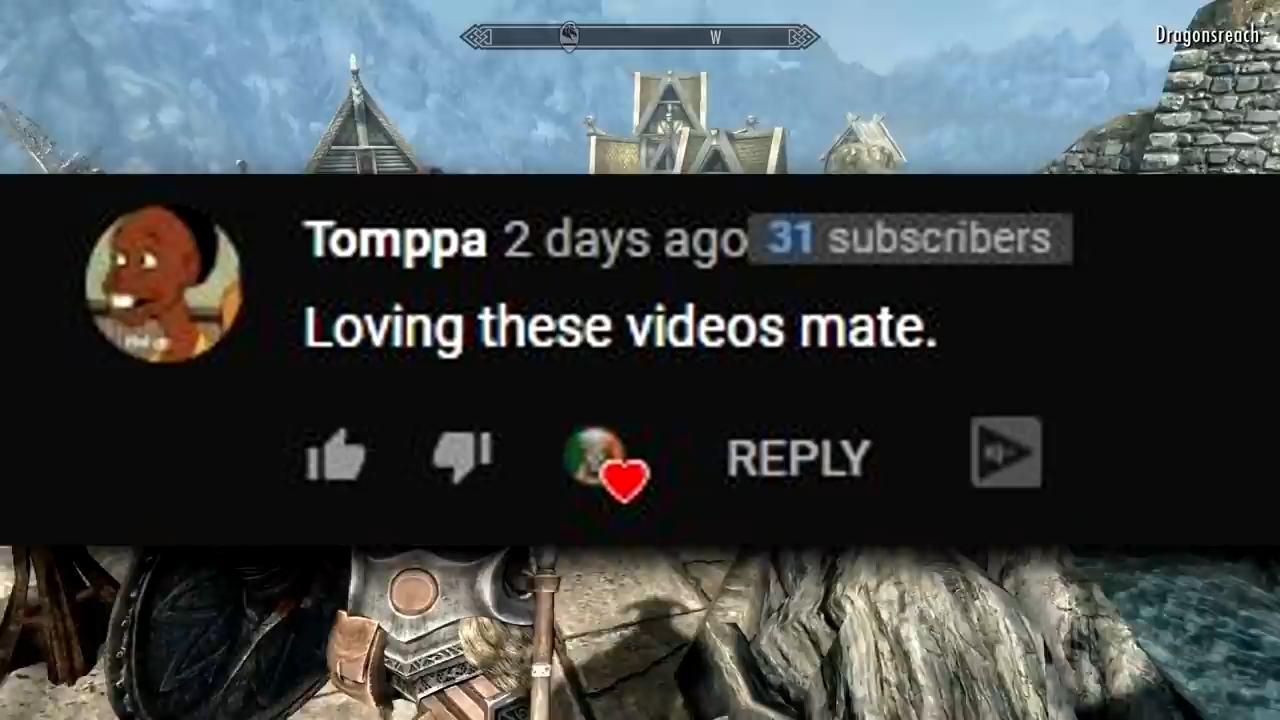 W
Dragonsreach
Tomppa 2 days ago 31 subscribers
Loving these videos mate.
REPLY